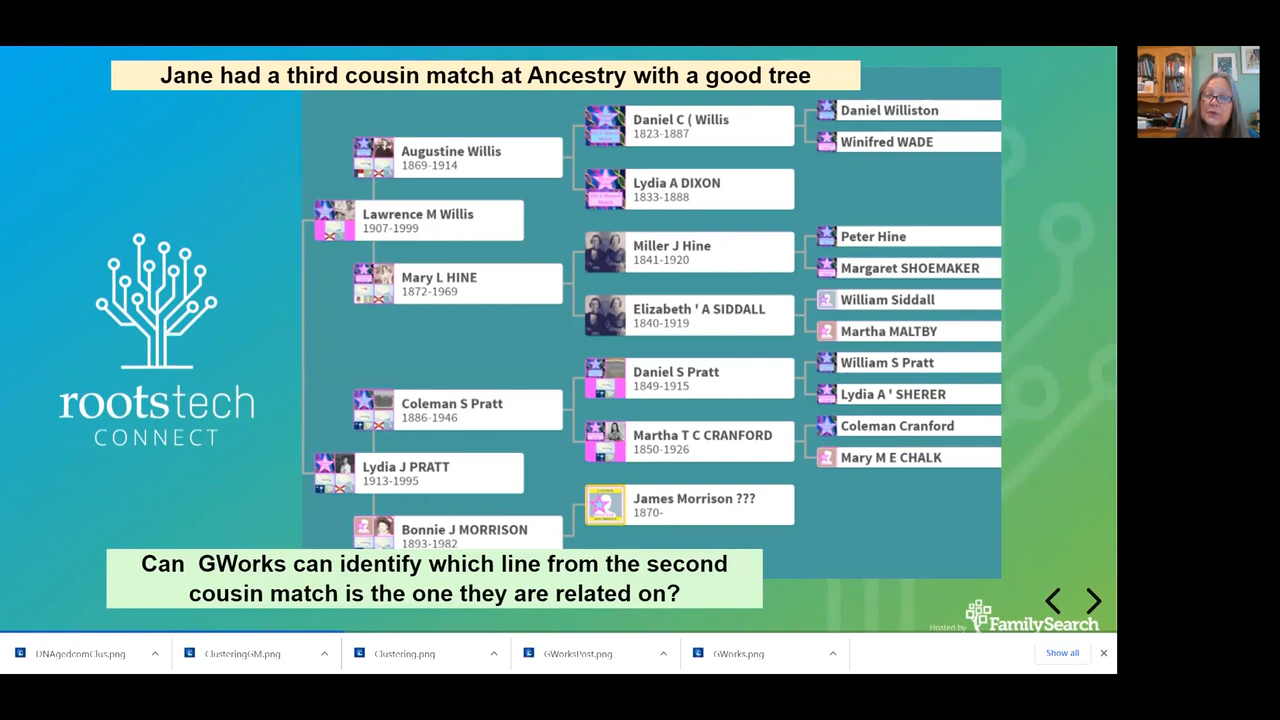 Jane had a third cousin match at Ancestry with a good tree
Daniel C ( Willis
1823-1887
Daniel Williston
Winifred WADE
Augustine Willis
1869-1914
Lydia A DIXON
1833-1888
Lawrence M Willis
1907-1999
Miller J Hine
1841-1920
Peter Hine
Margaret SHOEMAKER
Mary L HINE
1872-1969
Elizabeth ' A SIDDALL
1840-1919
William Siddall
Martha MALTBY
Daniel S Pratt
1849-1915
William S Pratt
Lydia A ' SHERER
Coleman S Pratt
1886-1946
Martha T C CRANFORD
1850-1926
Coleman Cranford
Mary M E CHALK
Lydia J PRATT
1913-1995
James Morrison ???
1870-
Bonnie J MORRISON
1893-1982
rootstech
CONNECT
Can GWorks can identify which line from the second
cousin match is the one they are related on?
Hosted by FamilySearch
DNAgedcomClus.png
ClusteringGM.png
Clustering.png
GWorksPost.png
GWorks.png
Show all